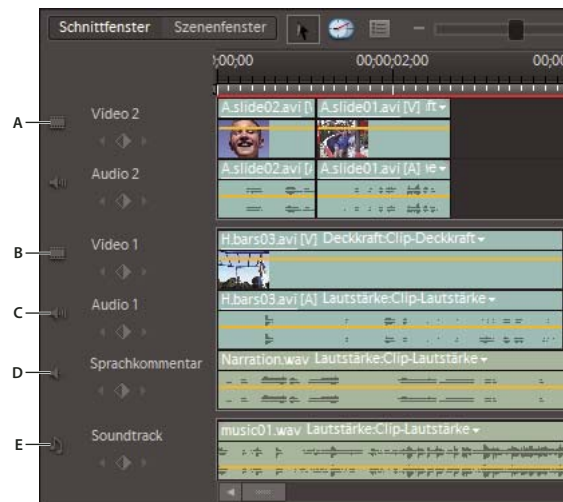 Schnittfenster Szenenfenster
;00;00 00;00;02;00 00;00
A
Video 2
A.slide02.avi [V A.slide01.avi [V] ft
Audio 2
A.slide02.avi [A A.slide01.avi [A] ne
B
Video 1
H.bars03.avi [V] Deckkraft:Clip-Deckkraft
C
Audio 1
H.bars03.avi [A] Lautstärke:Clip-Lautstärke
D
Sprachkommentar
Narration.wav Lautstärke:Clip-Lautstärke
E
Soundtrack
music01.wav Lautstärke:Clip-Lautstärke